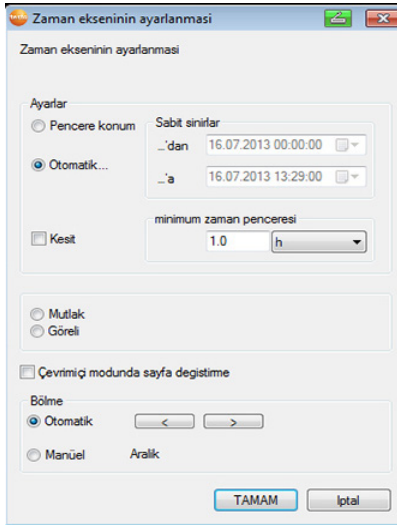 Zaman ekseninin ayarlanmasi
Zaman ekseninin ayarlanması
Ayarlar
Pencere konum
Sabit sinirlar
_'dan 16.07.2013 00:00:00
Otomatik...
_'a 16.07.2013 13:29:00
minimum zaman penceresi
Kesit
1.0 h
Mutlak
Göreli
Çevrimiçi modunda sayfa degistirme
Bölme
Otomatik < >
Manüel Aralik
TAMAM Iptal